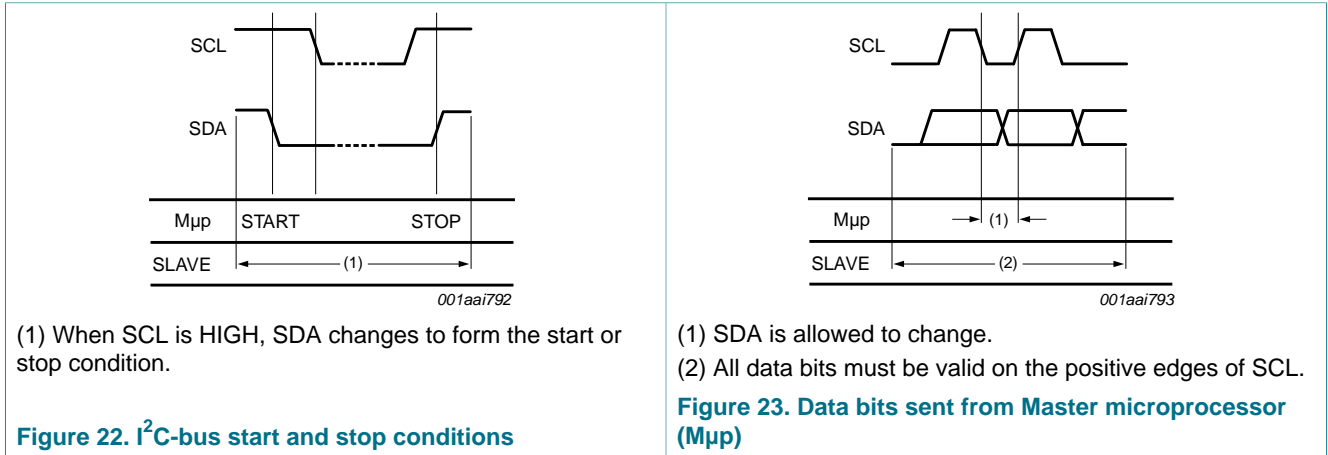 SCL
SDA
Mµp START STOP
SLAVE (1)
001aai792
(1) When SCL is HIGH, SDA changes to form the start or
stop condition.
Figure 22. I²C-bus start and stop conditions
SCL
SDA
Mµp (1)
SLAVE (2)
001aai793
(1) SDA is allowed to change.
(2) All data bits must be valid on the positive edges of SCL.
Figure 23. Data bits sent from Master microprocessor
(Mµp)